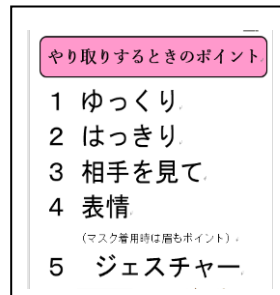 やり取りするときのポイント
1 ゆっくり
2 はっきり
3 相手を見て
4 表情
(マスク着用時は眉もポイント)
5 ジェスチャー